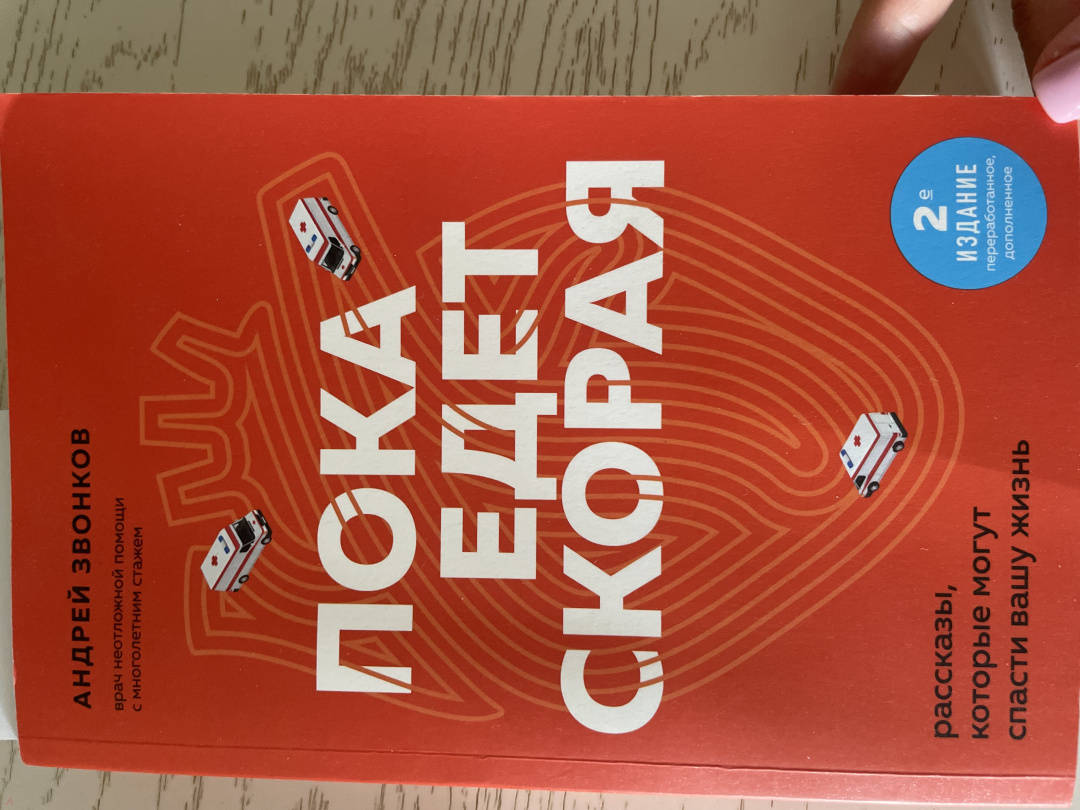 АНДРЕЙ ЗВОНКОВ
врач неотложной помощи
с многолетним стажем
ПОКА
ЕДЕТ
СКОРАЯ
2е
ИЗДАНИЕ
переработанное,
дополненное
рассказы,
которые могут
спасти вашу жизнь